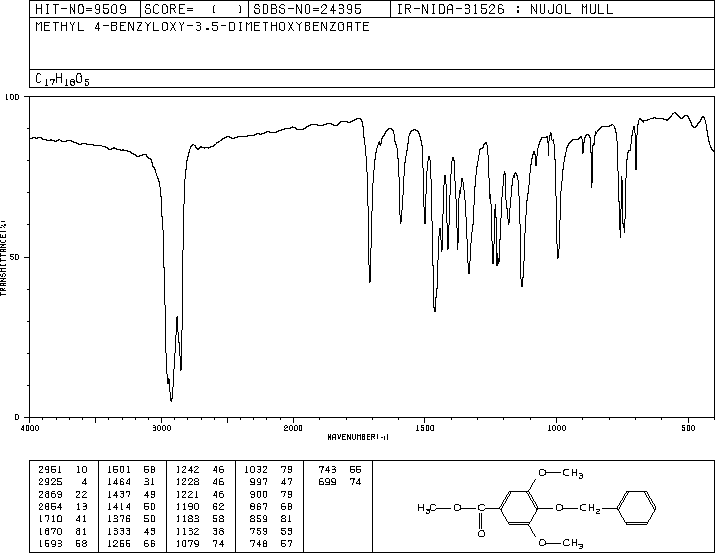 HIT-NO=9509 SCORE= ( ) SDBS-NO=24395 IR-NIDA-31526 : NUJOL MULL
METHYL 4-BENZYLOXY-3,5-DIMETHOXYBENZOATE
C17H18O5
100
50
0
TRANSMITTANCE(%)
4000 3000 2000 1500 1000 500
WAVENUMBER(-1)
2951 10 1501 58 1242 46 1032 79 743 55
2925 4 1464 31 1228 46 997 47 699 74
2869 22 1437 49 1221 46 900 79
2854 13 1414 50 1190 62 867 68
1710 41 1376 50 1183 58 859 81
1670 81 1333 43 1132 38 759 53
1593 58 1255 66 1079 74 748 57
O—CH3
H3C—O C O—CH2
O
O—CH3